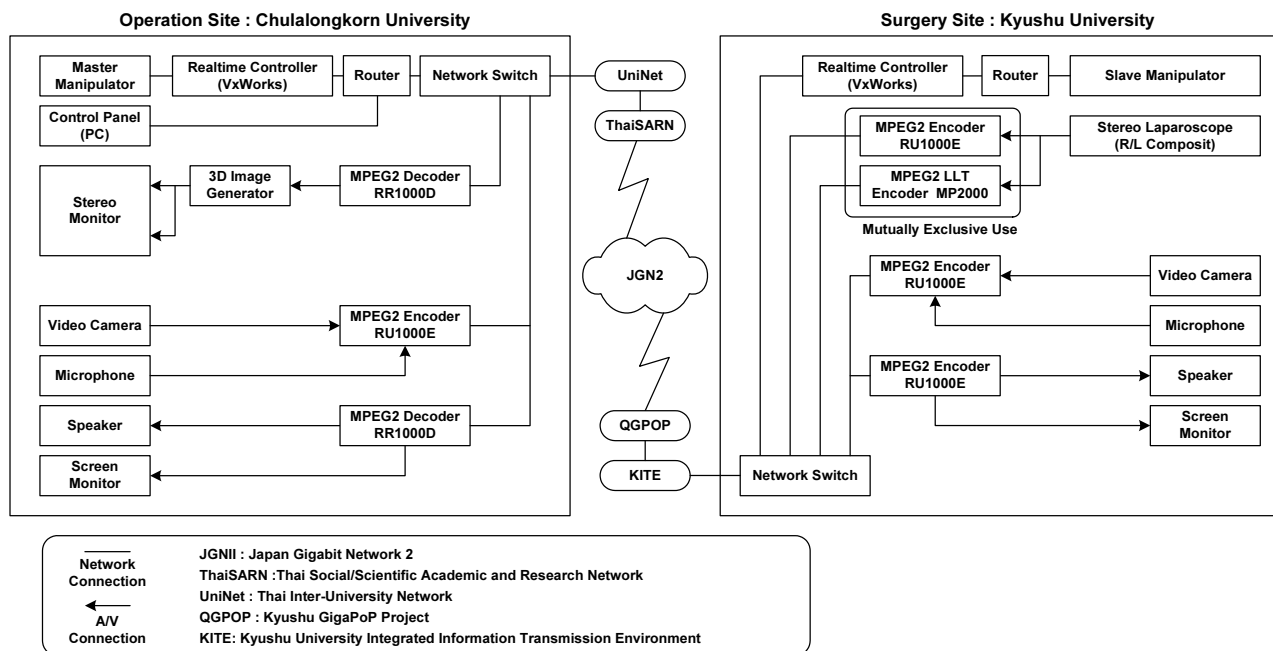 Operation Site : Chulalongkorn University
Master
Manipulator
Realtime Controller
(VxWorks)
Router
Network Switch
Control Panel
(PC)
Stereo
Monitor
3D Image
Generator
MPEG2 Decoder
RR1000D
Video Camera
MPEG2 Encoder
RU1000E
Microphone
Speaker
MPEG2 Decoder
RR1000D
Screen
Monitor
UniNet
ThaiSARN
JGN2
QGPOP
KITE
Surgery Site : Kyushu University
Realtime Controller
(VxWorks)
Router
Slave Manipulator
MPEG2 Encoder
RU1000E
Stereo Laparoscope
(R/L Composit)
MPEG2 LLT
Encoder MP2000
Mutually Exclusive Use
MPEG2 Encoder
RU1000E
Video Camera
Microphone
MPEG2 Encoder
RU1000E
Speaker
Screen
Monitor
Network Switch
Network
Connection
A/V
Connection
JGNII : Japan Gigabit Network 2
ThaiSARN :Thai Social/Scientific Academic and Research Network
UniNet : Thai Inter-University Network
QGPOP : Kyushu GigaPoP Project
KITE: Kyushu University Integrated Information Transmission Environment